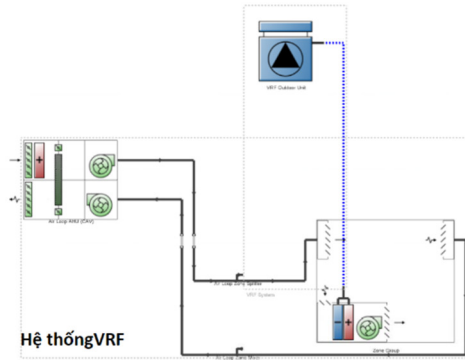 VRF Outdoor Unit
Air Loop AHU (CAV)
Air Loop Zone Splitter
VRF System
Zone Group
Hệ thốngVRF
Air Loop Zone Mixer